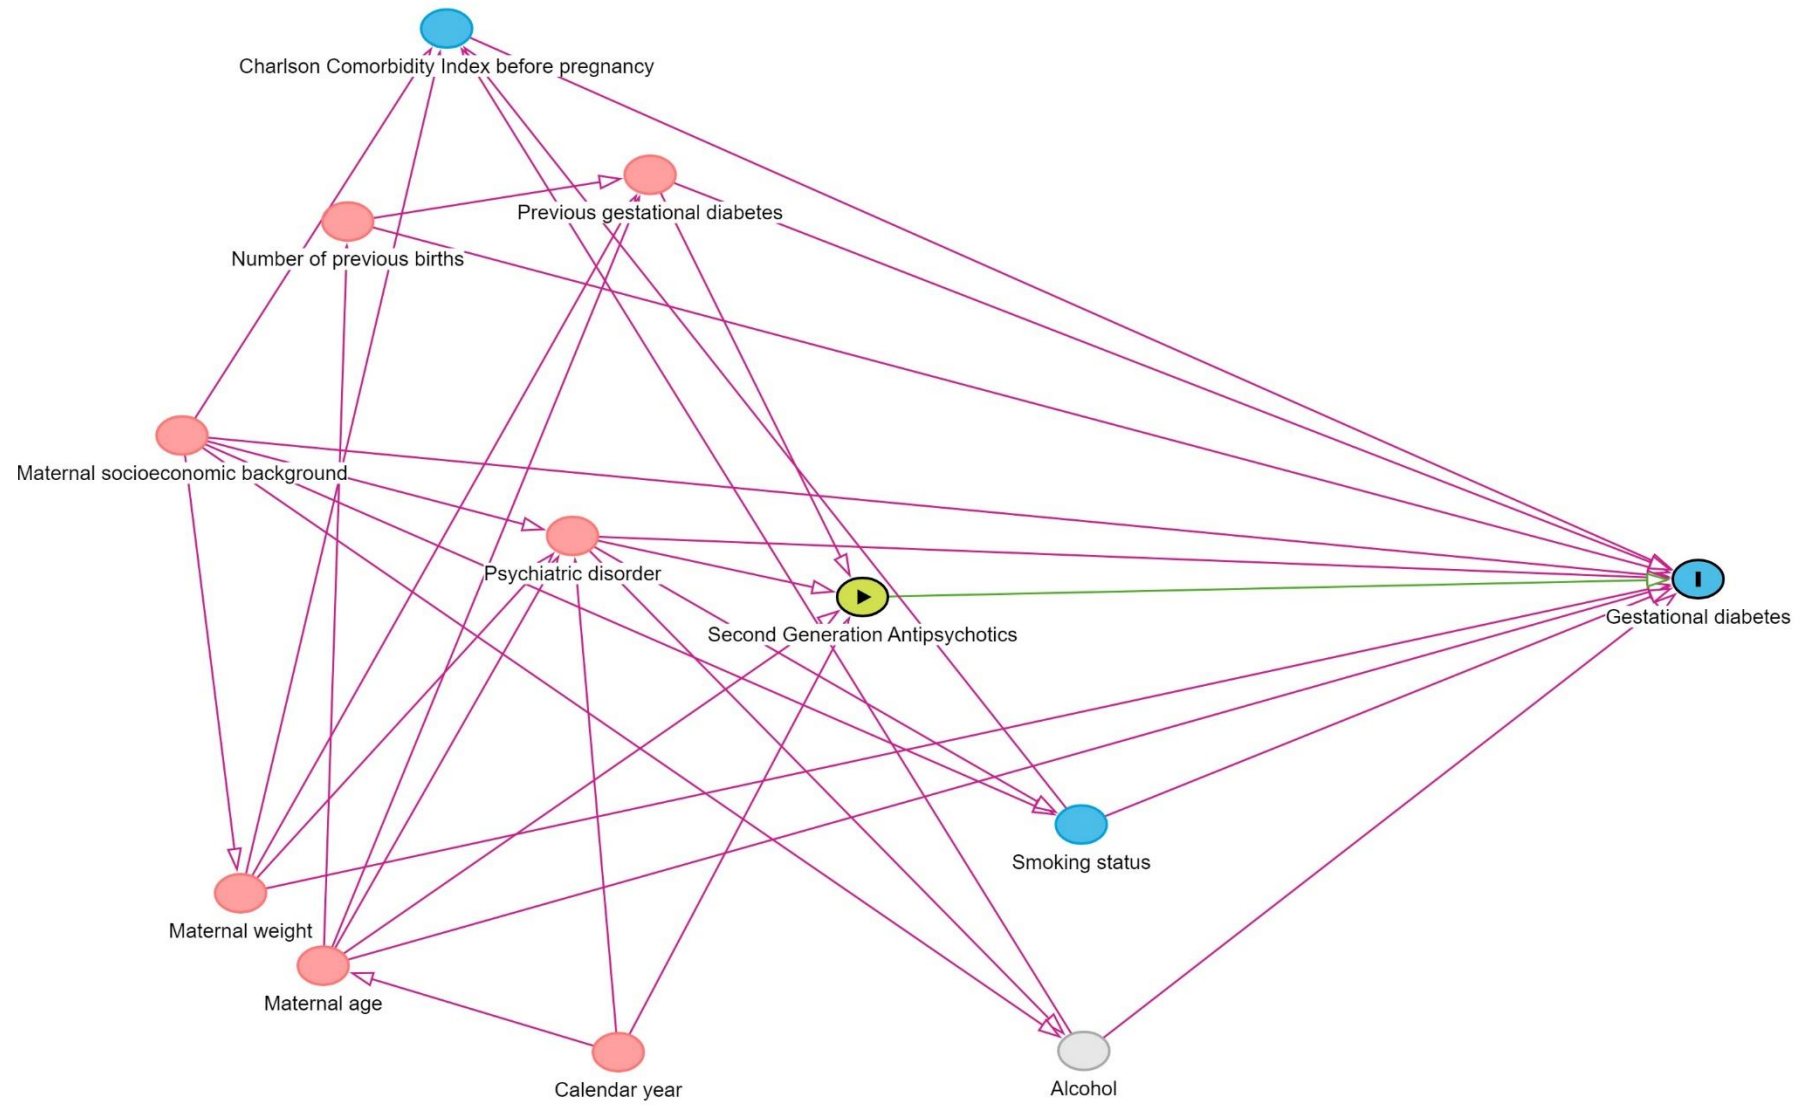 Charlson Comorbidity Index before pregnancy
Previous gestational diabetes
Number of previous births
Maternal socioeconomic background
Psychiatric disorder
Second Generation Antipsychotics
Gestational diabetes
Smoking status
Maternal weight
Maternal age
Calendar year
Alcohol